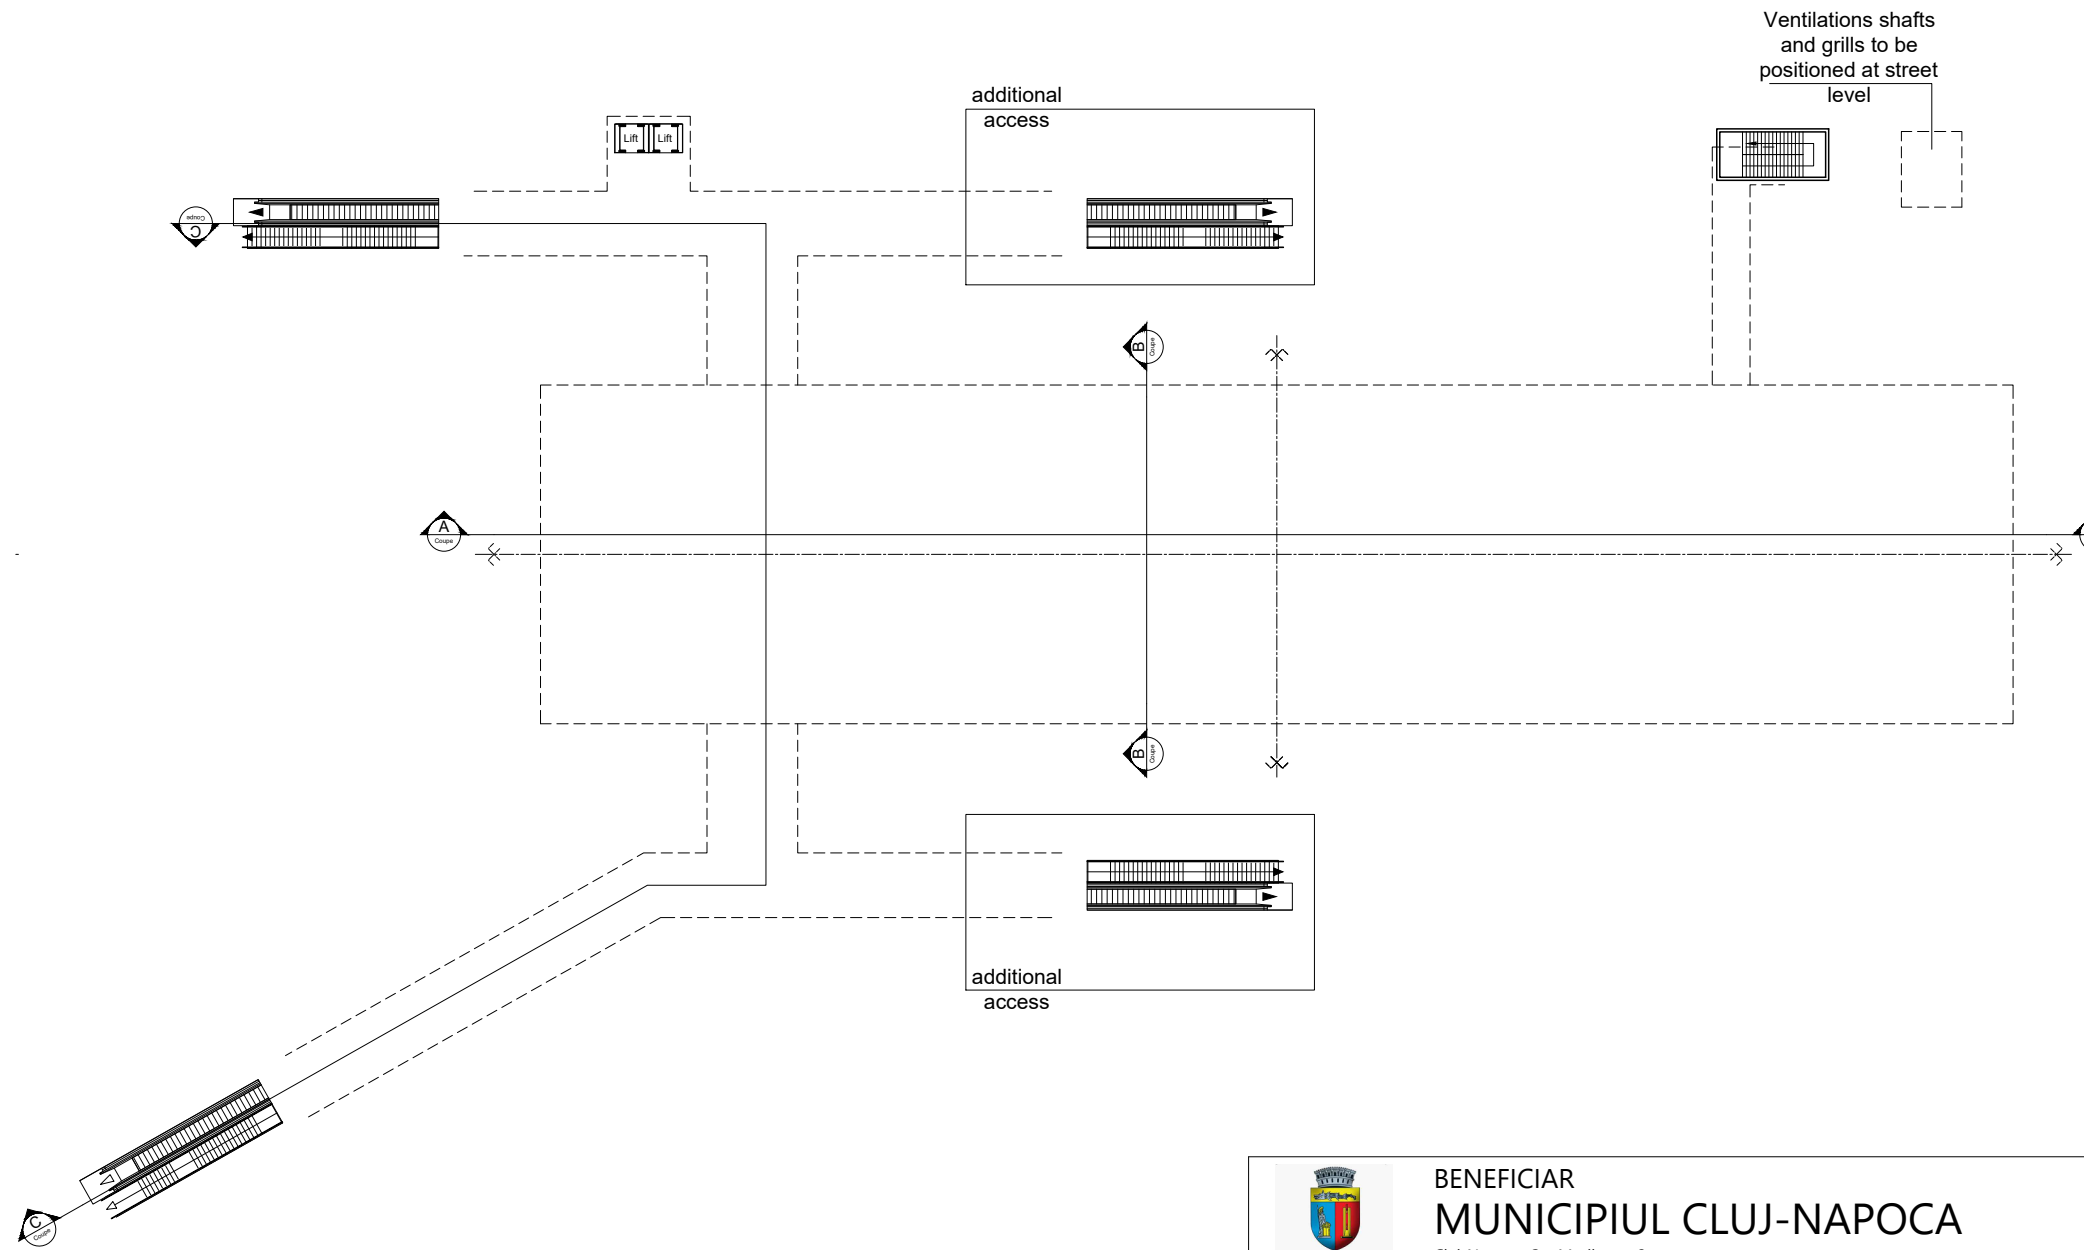 Ventilations shafts
and grills to be
positioned at street
level
additional
access
Lift Lift
C
Coupe
B
Coupe
A
Coupe
B
Coupe
additional
access
C
Coupe
BENEFICIAR
MUNICIPIUL CLUJ-NAPOCA